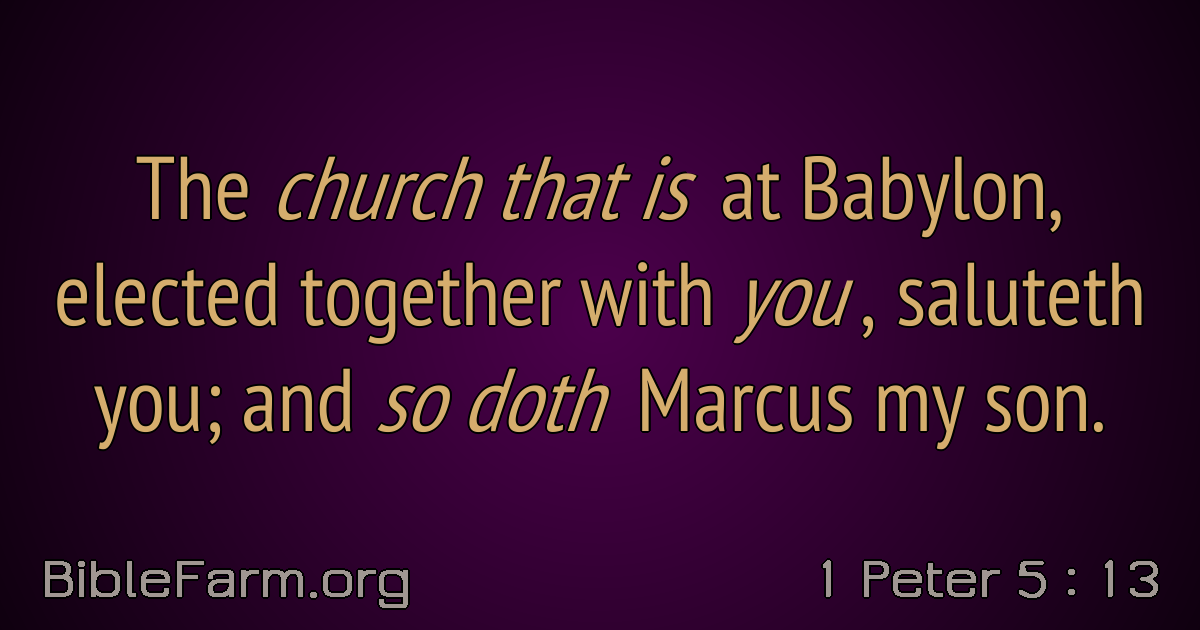 The church that is at Babylon,
elected together with you , saluteth
you; and so doth Marcus my son.
BibleFarm.org
1 Peter 5 : 13